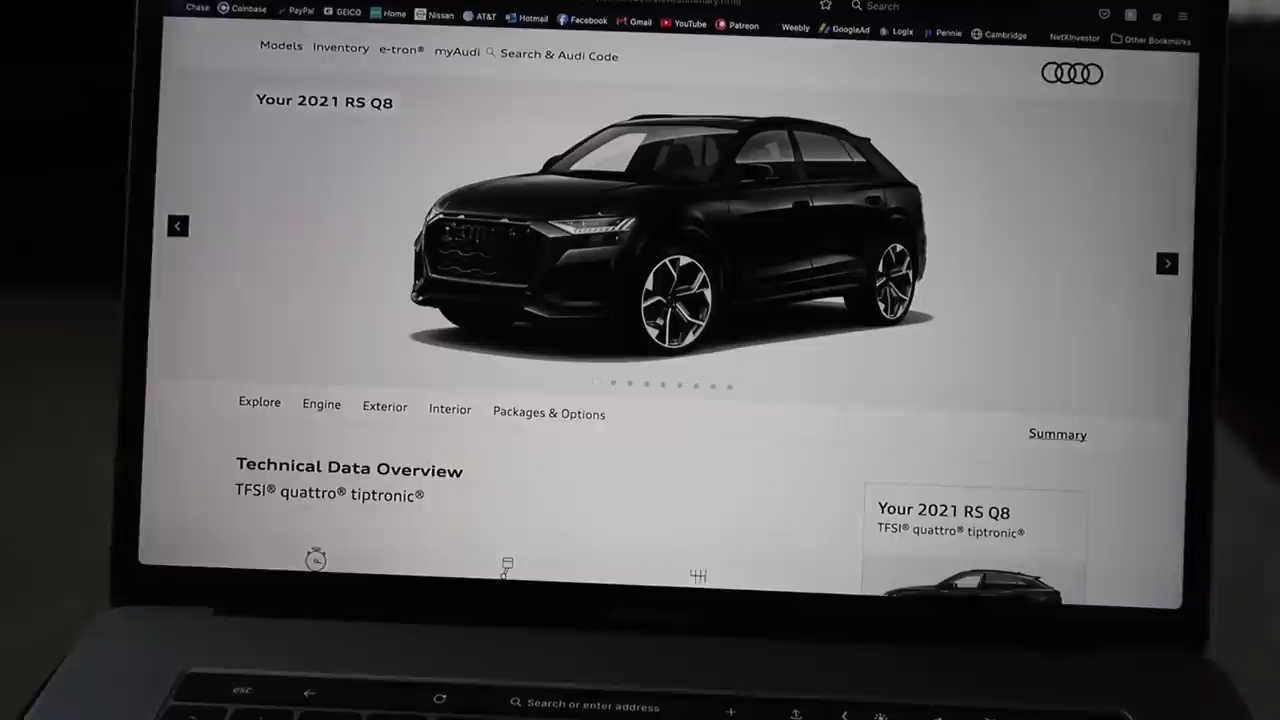 Search
Chase Coinbase PayPal GEICO Home Nissan AT&T Hotmail Facebook Gmail YouTube Patreon Weebly GoogleAd Logix Pennie Cambridge NetXInvestor Other Bookmarks
Models Inventory e-tron® myAudi Search & Audi Code
Your 2021 RS Q8
Explore Engine Exterior Interior Packages & Options
Summary
Technical Data Overview
TFSI® quattro® tiptronic®
Your 2021 RS Q8
TFSI® quattro® tiptronic®
esc Search or enter address